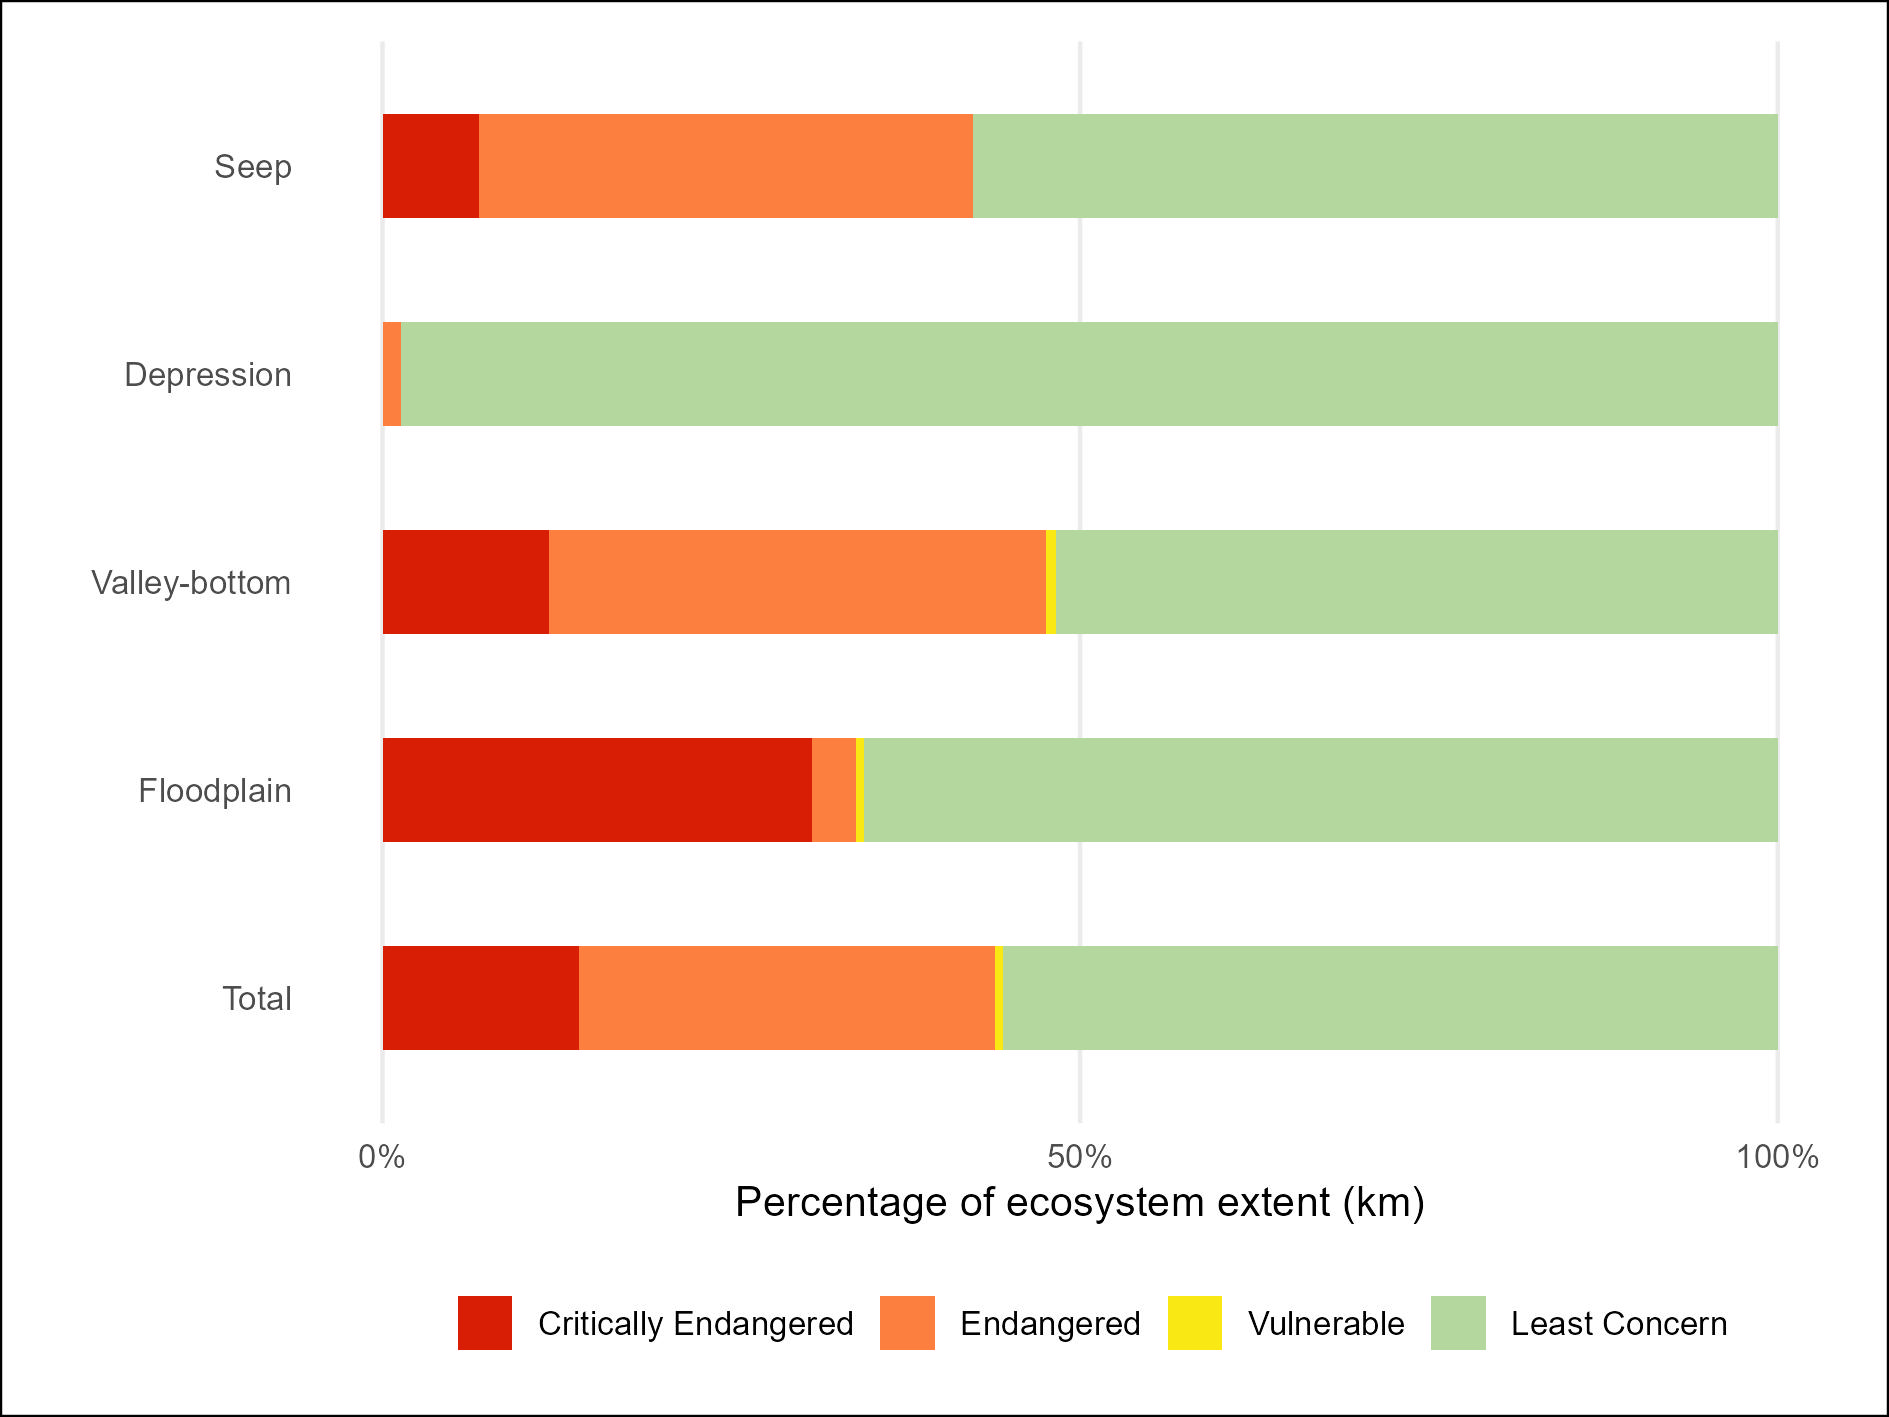 Seep
Depression
Valley-bottom
Floodplain
Total
0% 50% 100%
Percentage of ecosystem extent (km)
Critically Endangered Endangered Vulnerable Least Concern